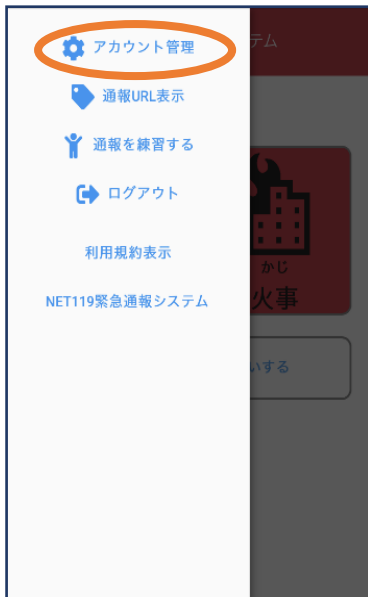 アカウント管理
テム
通報URL表示
通報を練習する
ログアウト
利用規約表示
かじ
火事
NET119緊急通報システム
いする